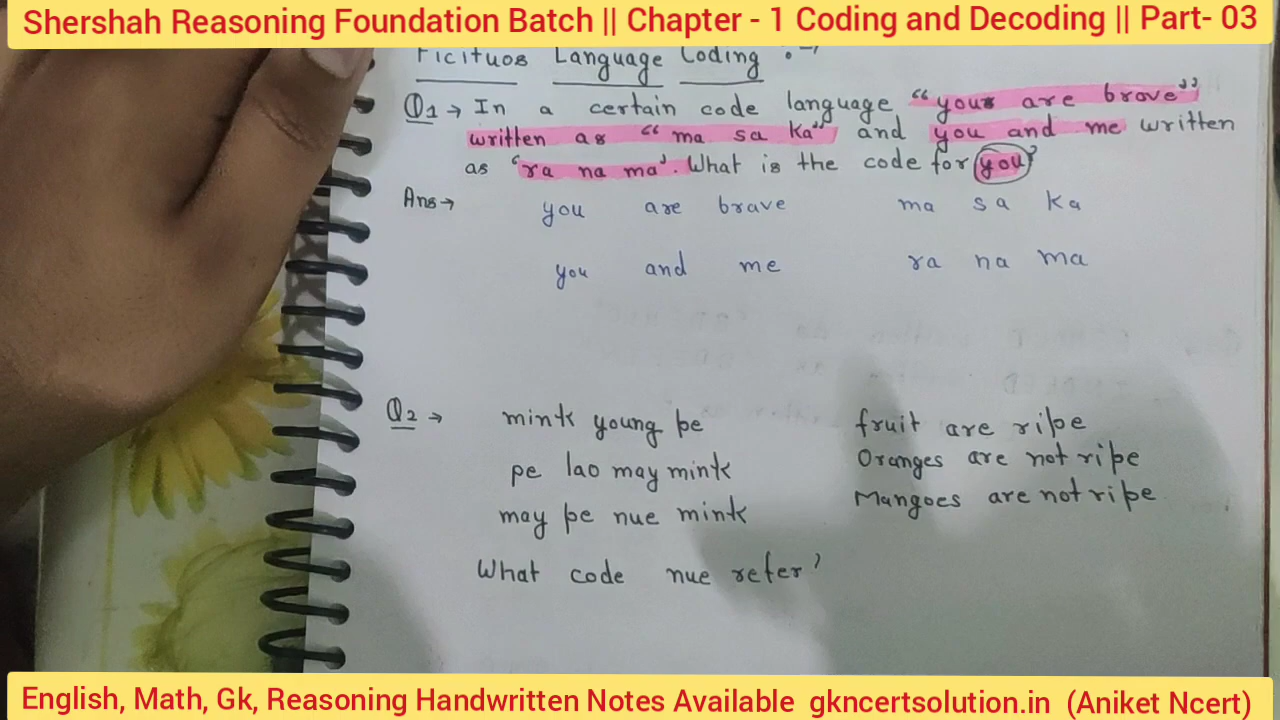 Shershah Reasoning Foundation Batch || Chapter - 1 Coding and Decoding || Part- 03
Ficituos Language Coding :-
Q1 → In a certain code language "your are brave"
written as "ma sa ka" and you and me written
as 'ra na ma'. What is the code for you?
Ans → you are brave ma sa ka
you and me ra na ma
Q2 → mink young pe fruit are ripe
pe lao may mink Oranges are not ripe
may pe nue mink Mangoes are not ripe
What code nue refer?
English, Math, Gk, Reasoning Handwritten Notes Available gkncertsolution.in (Aniket Ncert)